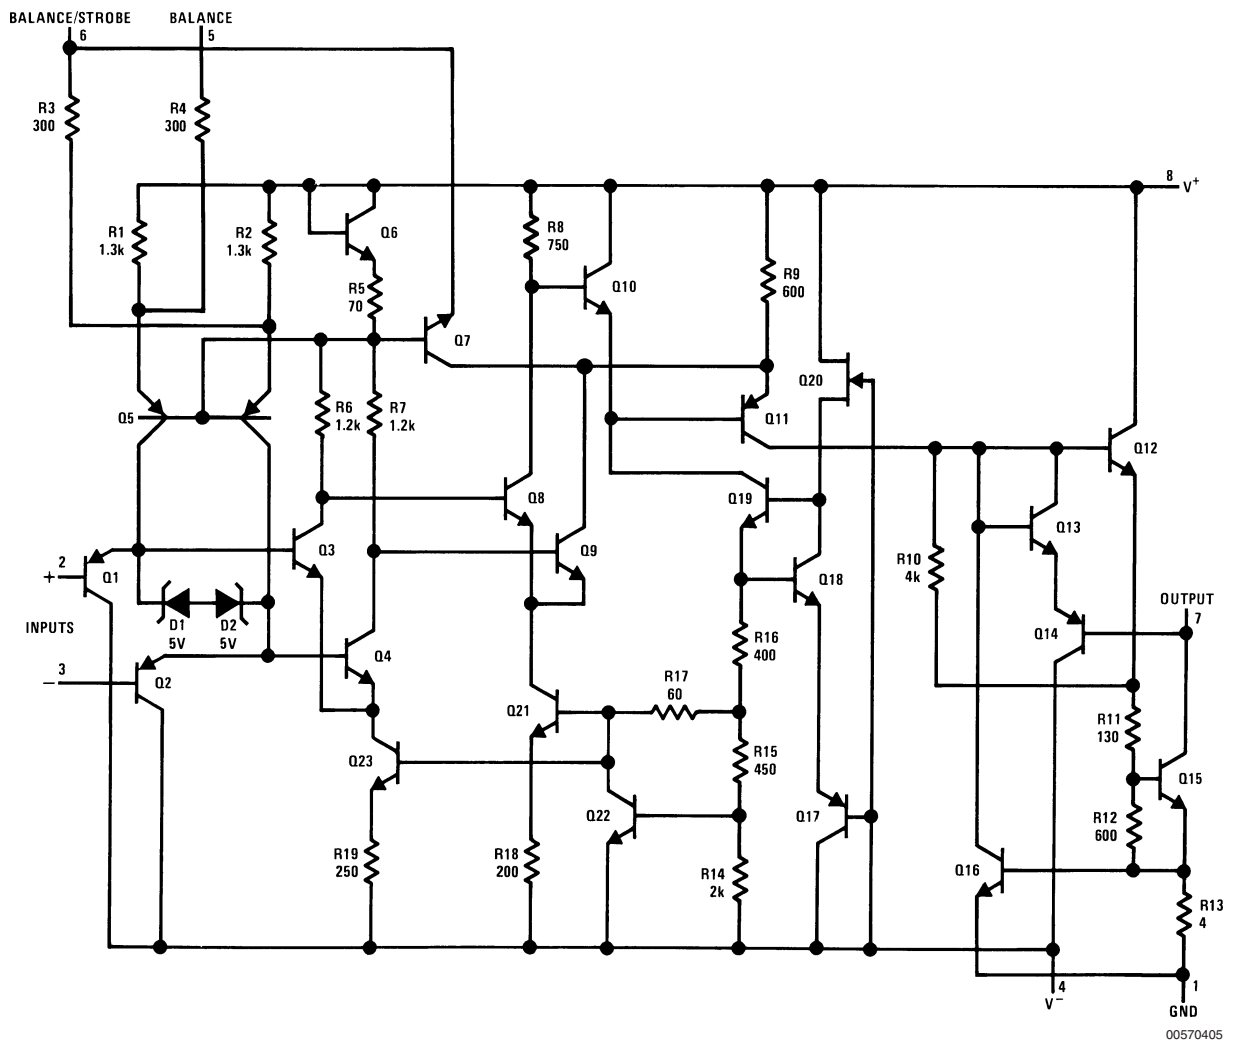 BALANCE/STROBE
BALANCE
6
5
R3
300
R4
300
8
V+
R1
1.3k
R2
1.3k
Q6
R8
750
R5
70
Q10
R9
600
Q7
Q20
Q5
R6
1.2k
R7
1.2k
Q11
Q12
Q8
Q19
Q3
Q9
Q13
+
2
Q1
Q18
R10
4k
INPUTS
D1
5V
D2
5V
OUTPUT
7
Q4
R16
400
Q14
3
−
Q2
R17
60
Q21
R11
130
Q23
R15
450
Q15
Q22
Q17
R12
600
R19
250
R18
200
R14
2k
Q16
R13
4
4
V−
1
GND
00570405